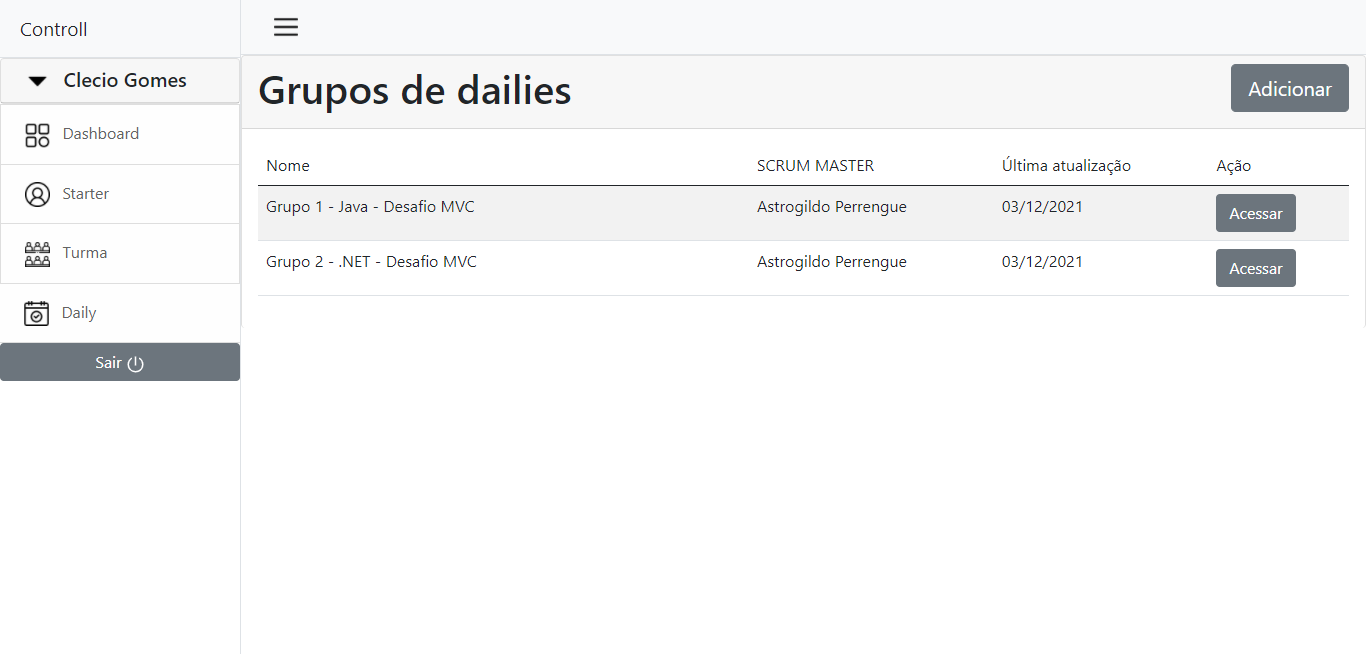 Controll
Clecio Gomes
Dashboard
Starter
Turma
Daily
Sair
Grupos de dailies
Adicionar
Nome SCRUM MASTER Última atualização Ação
Grupo 1 - Java - Desafio MVC Astrogildo Perrengue 03/12/2021 Acessar
Grupo 2 - .NET - Desafio MVC Astrogildo Perrengue 03/12/2021 Acessar